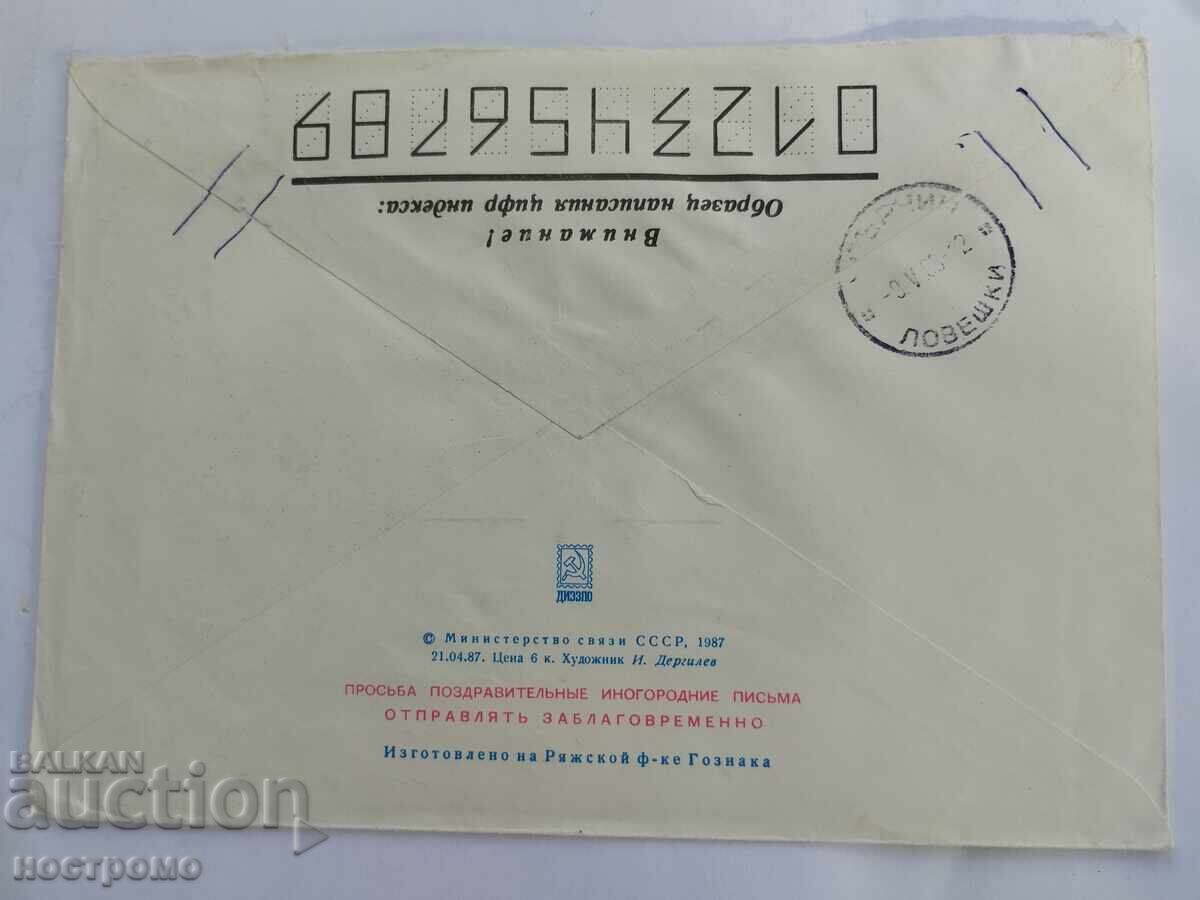 Внимание!
Образец написания цифр индекса:
0123456789
ЛОВЕШКИ
ДИЭЗПО
© Министерство связи СССР, 1987
21.04.87. Цена 6 к. Художник И. Дергилев
ПРОСЬБА ПОЗДРАВИТЕЛЬНЫЕ ИНОГОРОДНИЕ ПИСЬМА
ОТПРАВЛЯТЬ ЗАБЛАГОВРЕМЕННО
Изготовлено на Ряжской ф-ке Гознака
BALKAN
auction
ностромо